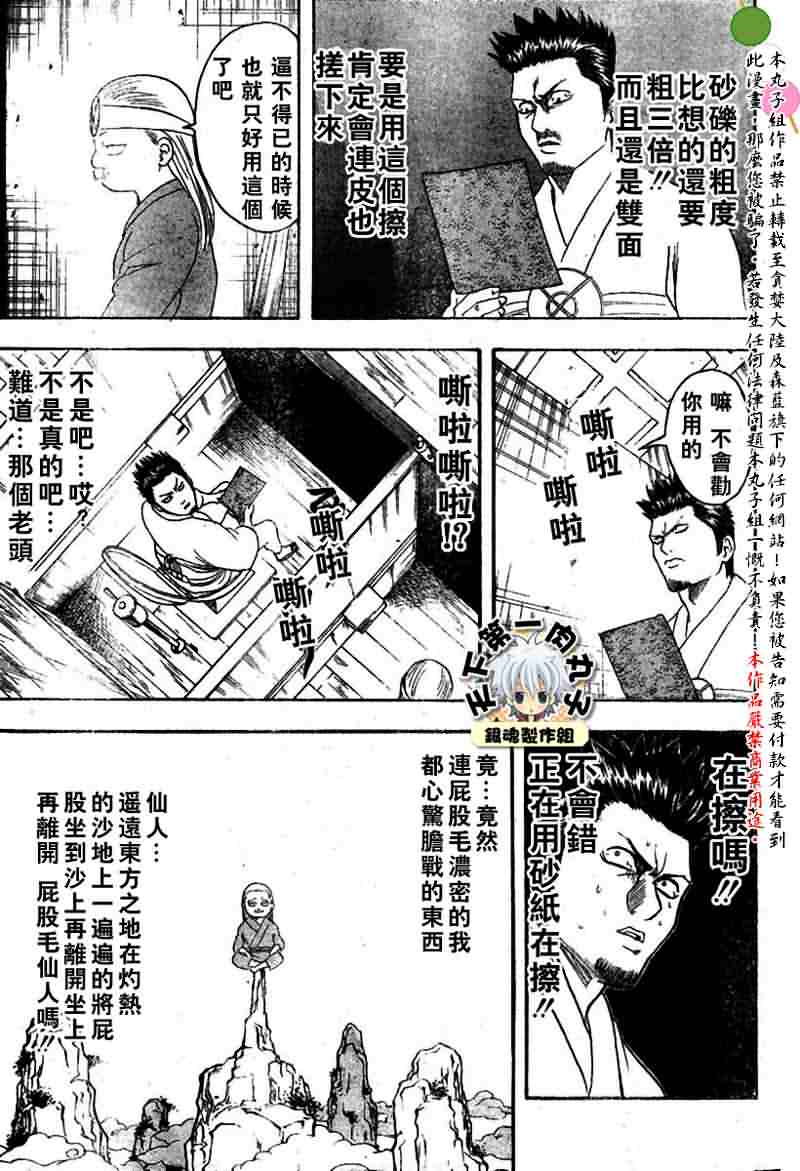 砂礫的粗度
比想的還要
粗三倍!!
而且還是雙面
要是用這個擦
肯定會連皮也
搓下來
逼不得已的時候
也就只好用這個
了吧
嘛 不會勸
你用的
嘶啦
嘶啦
嘶啦嘶啦!?
嘶啦
嘶啦
不是吧…哎?
不是真的吧…
難道…那個老頭
在擦嗎!!
不會錯
正在用砂紙在擦!!
竟…竟然
連屁股毛濃密的我
都心驚膽戰的東西
仙人…
遥遠東方之地在灼熱
的沙地上一遍遍的將屁
股坐到沙上再離開坐上
再離開 屁股毛仙人嗎!!
天下第一肉丸子
銀魂製作組
本丸子組作品禁止轉載至貪婪大陸及森藍旗下的任何網站!如果您被告知需要付款才能看到
此漫畫…那麼您被騙了…若發生任何法律問題本丸子組一慨不負責!本作品嚴禁商業用途.